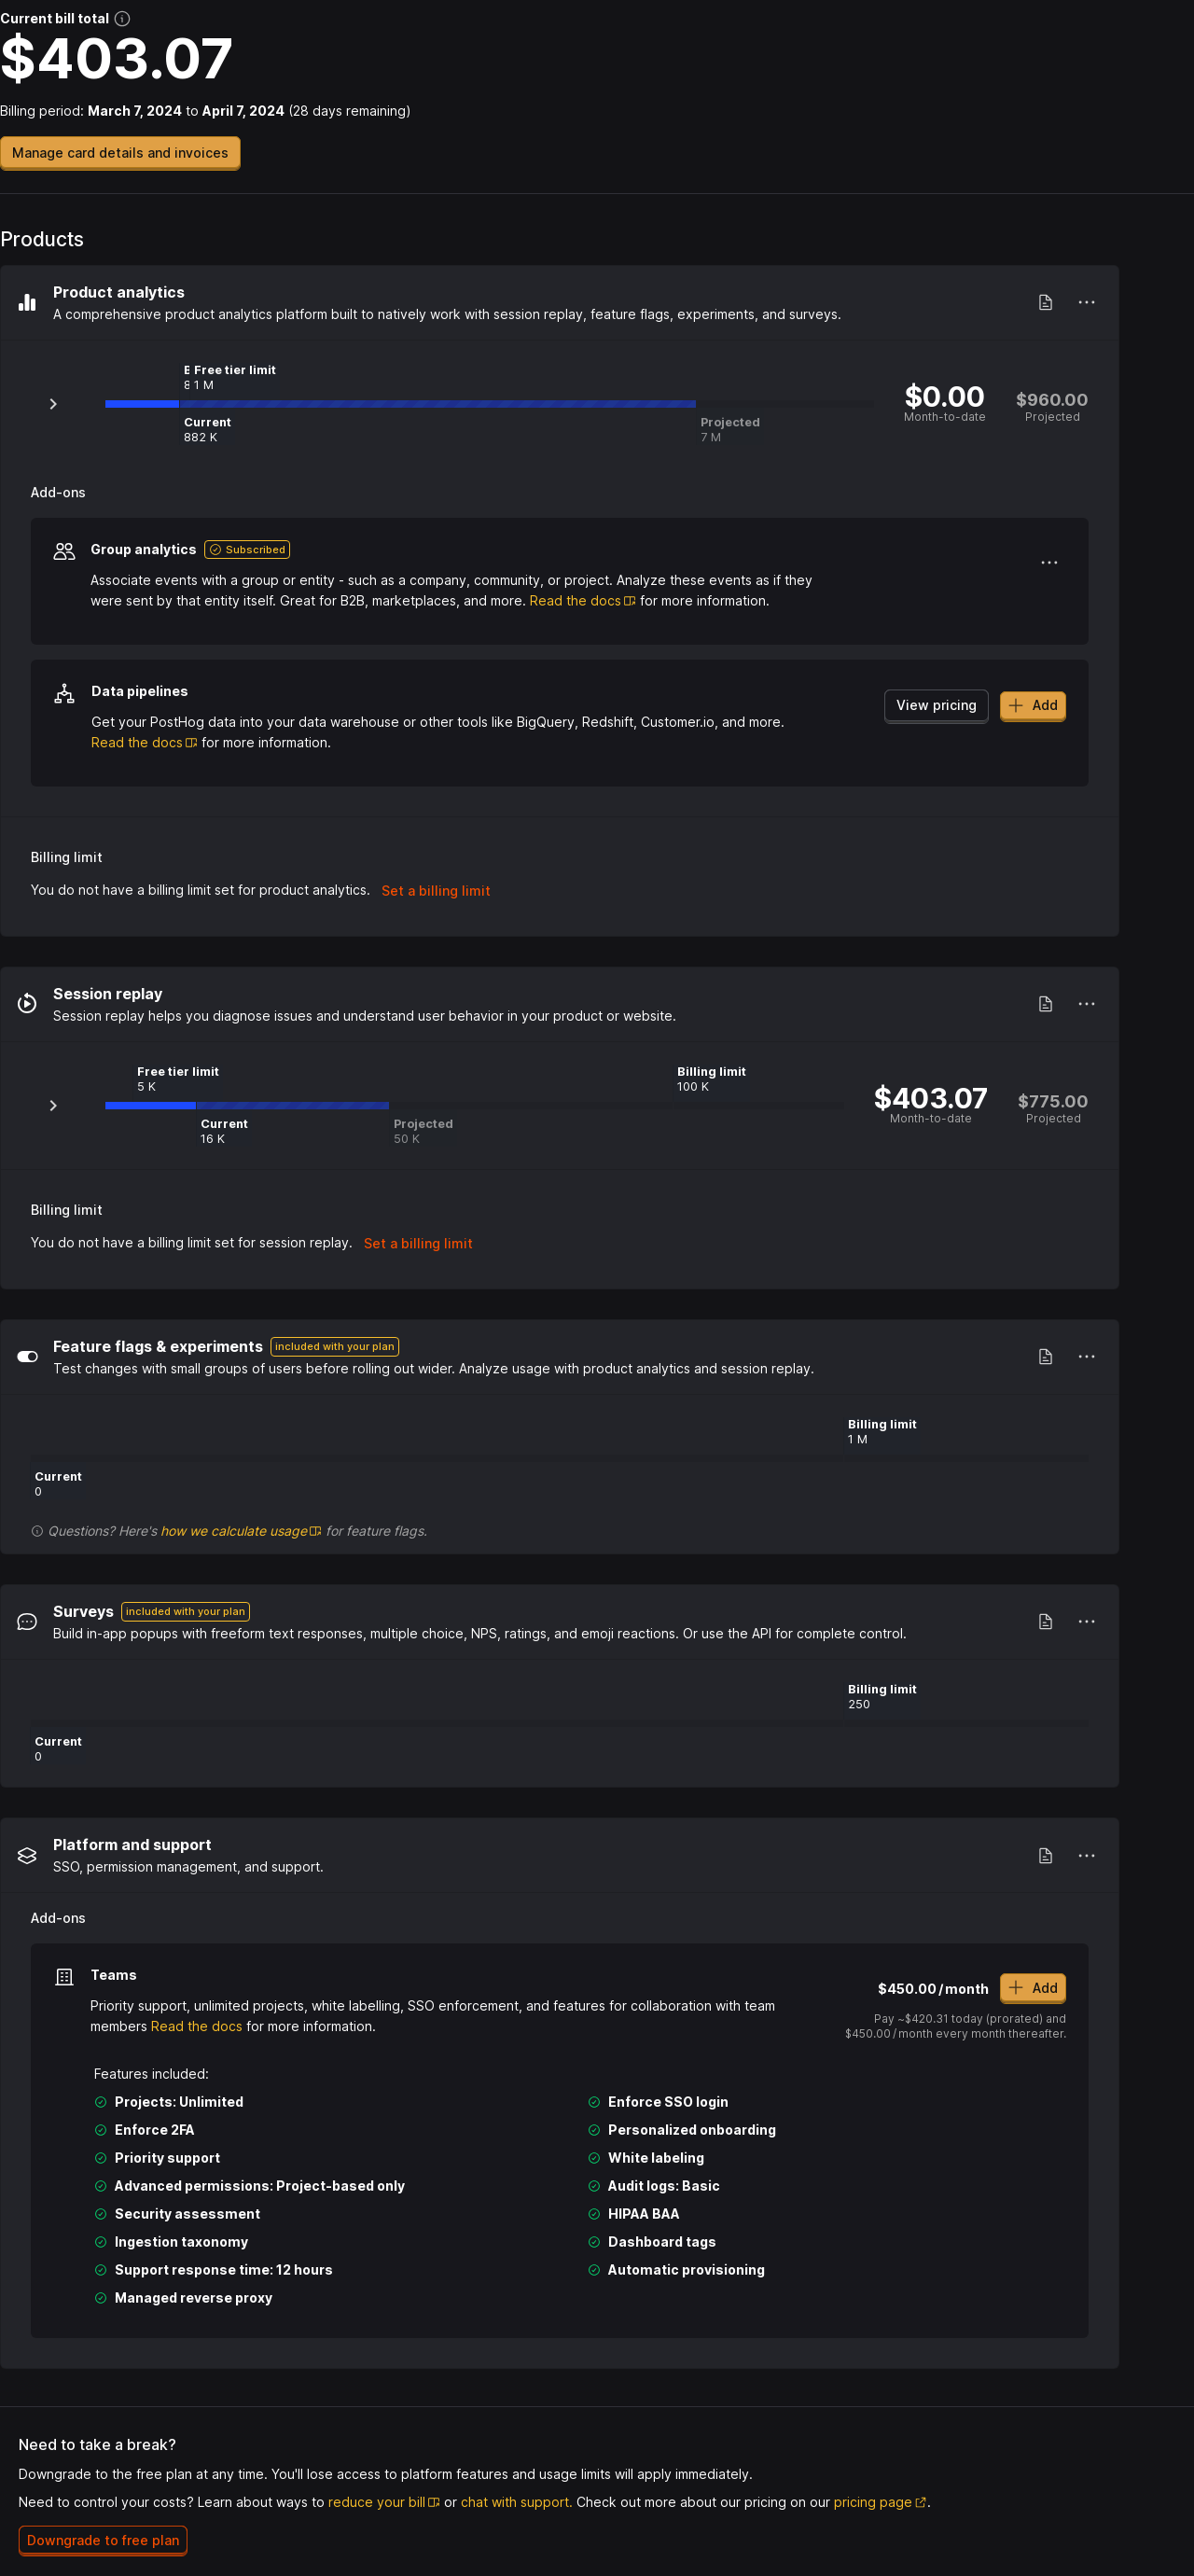 Current bill total
$403.07
Billing period: March 7, 2024 to April 7, 2024 (28 days remaining)
Manage card details and invoices
Products
Product analytics
A comprehensive product analytics platform built to natively work with session replay, feature flags, experiments, and surveys.
Free tier limit
1 M
Current
882 K
Projected
7 M
$0.00
Month-to-date
$960.00
Projected
Add-ons
Group analytics Subscribed
Associate events with a group or entity - such as a company, community, or project. Analyze these events as if they
were sent by that entity itself. Great for B2B, marketplaces, and more. Read the docs for more information.
Data pipelines
Get your PostHog data into your data warehouse or other tools like BigQuery, Redshift, Customer.io, and more.
Read the docs for more information.
View pricing
Add
Billing limit
You do not have a billing limit set for product analytics. Set a billing limit
Session replay
Session replay helps you diagnose issues and understand user behavior in your product or website.
Free tier limit
5 K
Billing limit
100 K
Current
16 K
Projected
50 K
$403.07
Month-to-date
$775.00
Projected
Billing limit
You do not have a billing limit set for session replay. Set a billing limit
Feature flags & experiments included with your plan
Test changes with small groups of users before rolling out wider. Analyze usage with product analytics and session replay.
Billing limit
1 M
Current
0
Questions? Here's how we calculate usage for feature flags.
Surveys included with your plan
Build in-app popups with freeform text responses, multiple choice, NPS, ratings, and emoji reactions. Or use the API for complete control.
Billing limit
250
Current
0
Platform and support
SSO, permission management, and support.
Add-ons
Teams
Priority support, unlimited projects, white labelling, SSO enforcement, and features for collaboration with team
members Read the docs for more information.
$450.00/month
Add
Pay ~$420.31 today (prorated) and
$450.00/month every month thereafter.
Features included:
Projects: Unlimited
Enforce SSO login
Enforce 2FA
Personalized onboarding
Priority support
White labeling
Advanced permissions: Project-based only
Audit logs: Basic
Security assessment
HIPAA BAA
Ingestion taxonomy
Dashboard tags
Support response time: 12 hours
Automatic provisioning
Managed reverse proxy
Need to take a break?
Downgrade to the free plan at any time. You'll lose access to platform features and usage limits will apply immediately.
Need to control your costs? Learn about ways to reduce your bill or chat with support. Check out more about our pricing on our pricing page.
Downgrade to free plan